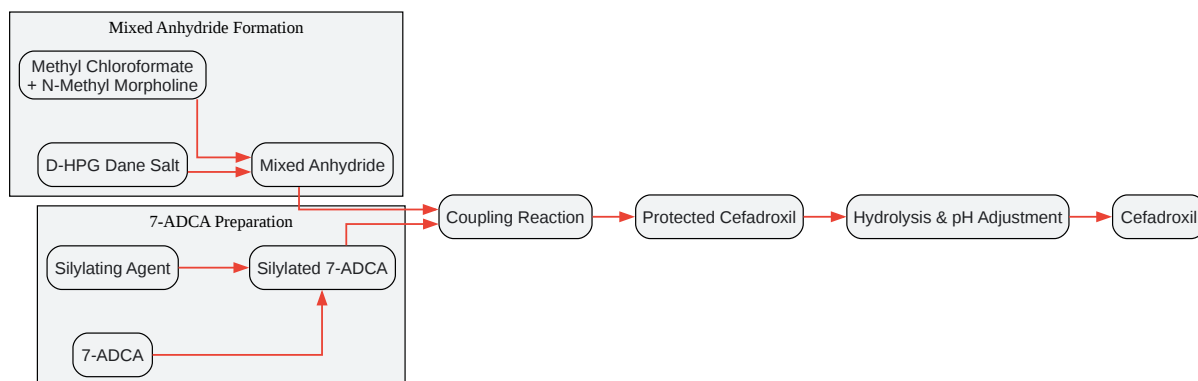 Mixed Anhydride Formation
Methyl Chloroformate
+ N-Methyl Morpholine
D-HPG Dane Salt
Mixed Anhydride
7-ADCA Preparation
Silylating Agent
Silylated 7-ADCA
7-ADCA
Coupling Reaction
Protected Cefadroxil
Hydrolysis & pH Adjustment
Cefadroxil